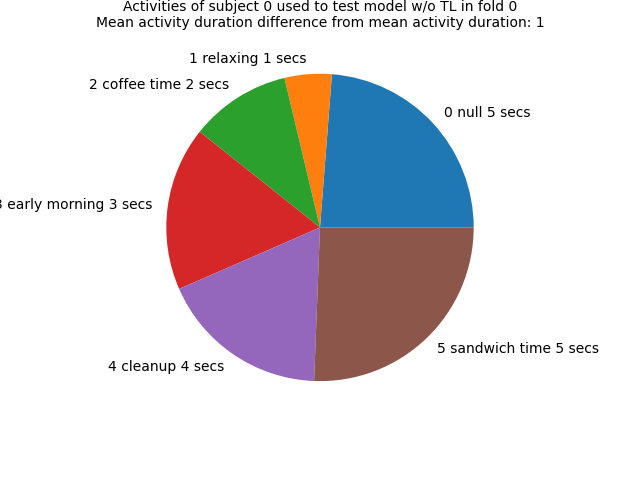 Activities of subject 0 used to test model w/o TL in fold 0
Mean activity duration difference from mean activity duration: 1
1 relaxing 1 secs
2 coffee time 2 secs
0 null 5 secs
3 early morning 3 secs
5 sandwich time 5 secs
4 cleanup 4 secs